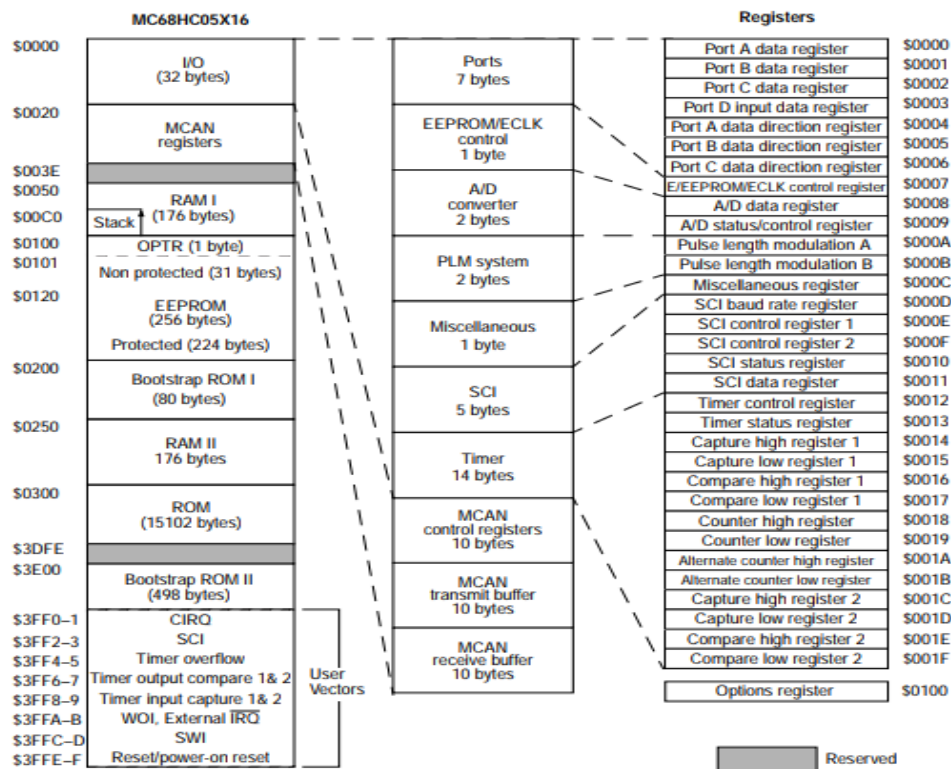 MC68HC05X16
$0000
I/O
(32 bytes)
$0020
MCAN
registers
$003E
$0050
RAM I
(176 bytes)
$00C0
Stack
$0100
OPTR (1 byte)
$0101
Non protected (31 bytes)
$0120
EEPROM
(256 bytes)
Protected (224 bytes)
$0200
Bootstrap ROM I
(80 bytes)
$0250
RAM II
176 bytes
$0300
ROM
(15102 bytes)
$3DFE
$3E00
Bootstrap ROM II
(498 bytes)
$3FF0–1
CIRQ
$3FF2–3
SCI
$3FF4–5
Timer overflow
$3FF6–7
Timer output compare 1& 2
$3FF8–9
Timer input capture 1& 2
$3FFA–B
WOI, External IRQ
$3FFC–D
SWI
$3FFE–F
Reset/power-on reset
User
Vectors
Ports
7 bytes
EEPROM/ECLK
control
1 byte
A/D
converter
2 bytes
PLM system
2 bytes
Miscellaneous
1 byte
SCI
5 bytes
Timer
14 bytes
MCAN
control registers
10 bytes
MCAN
transmit buffer
10 bytes
MCAN
receive buffer
10 bytes
Registers
Port A data register $0000
Port B data register $0001
Port C data register $0002
Port D input data register $0003
Port A data direction register $0004
Port B data direction register $0005
Port C data direction register $0006
E/EEPROM/ECLK control register $0007
A/D data register $0008
A/D status/control register $0009
Pulse length modulation A $000A
Pulse length modulation B $000B
Miscellaneous register $000C
SCI baud rate register $000D
SCI control register 1 $000E
SCI control register 2 $000F
SCI status register $0010
SCI data register $0011
Timer control register $0012
Timer status register $0013
Capture high register 1 $0014
Capture low register 1 $0015
Compare high register 1 $0016
Compare low register 1 $0017
Counter high register $0018
Counter low register $0019
Alternate counter high register $001A
Alternate counter low register $001B
Capture high register 2 $001C
Capture low register 2 $001D
Compare high register 2 $001E
Compare low register 2 $001F
Options register $0100
Reserved